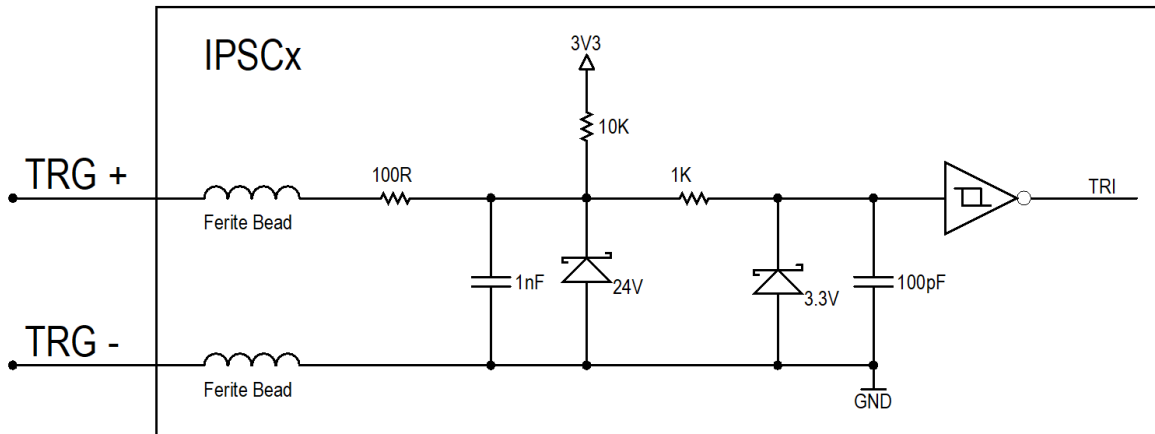 IPSCx
3V3
10K
TRG +
100R
1K
TRI
Ferite Bead
1nF
24V
3.3V
100pF
TRG -
Ferite Bead
GND